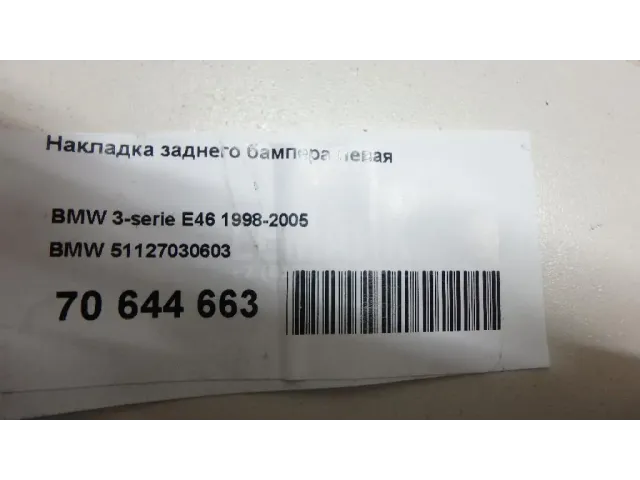 Накладка заднего бампера левая
BMW 3-serie E46 1998-2005
BMW 51127030603
70 644 663